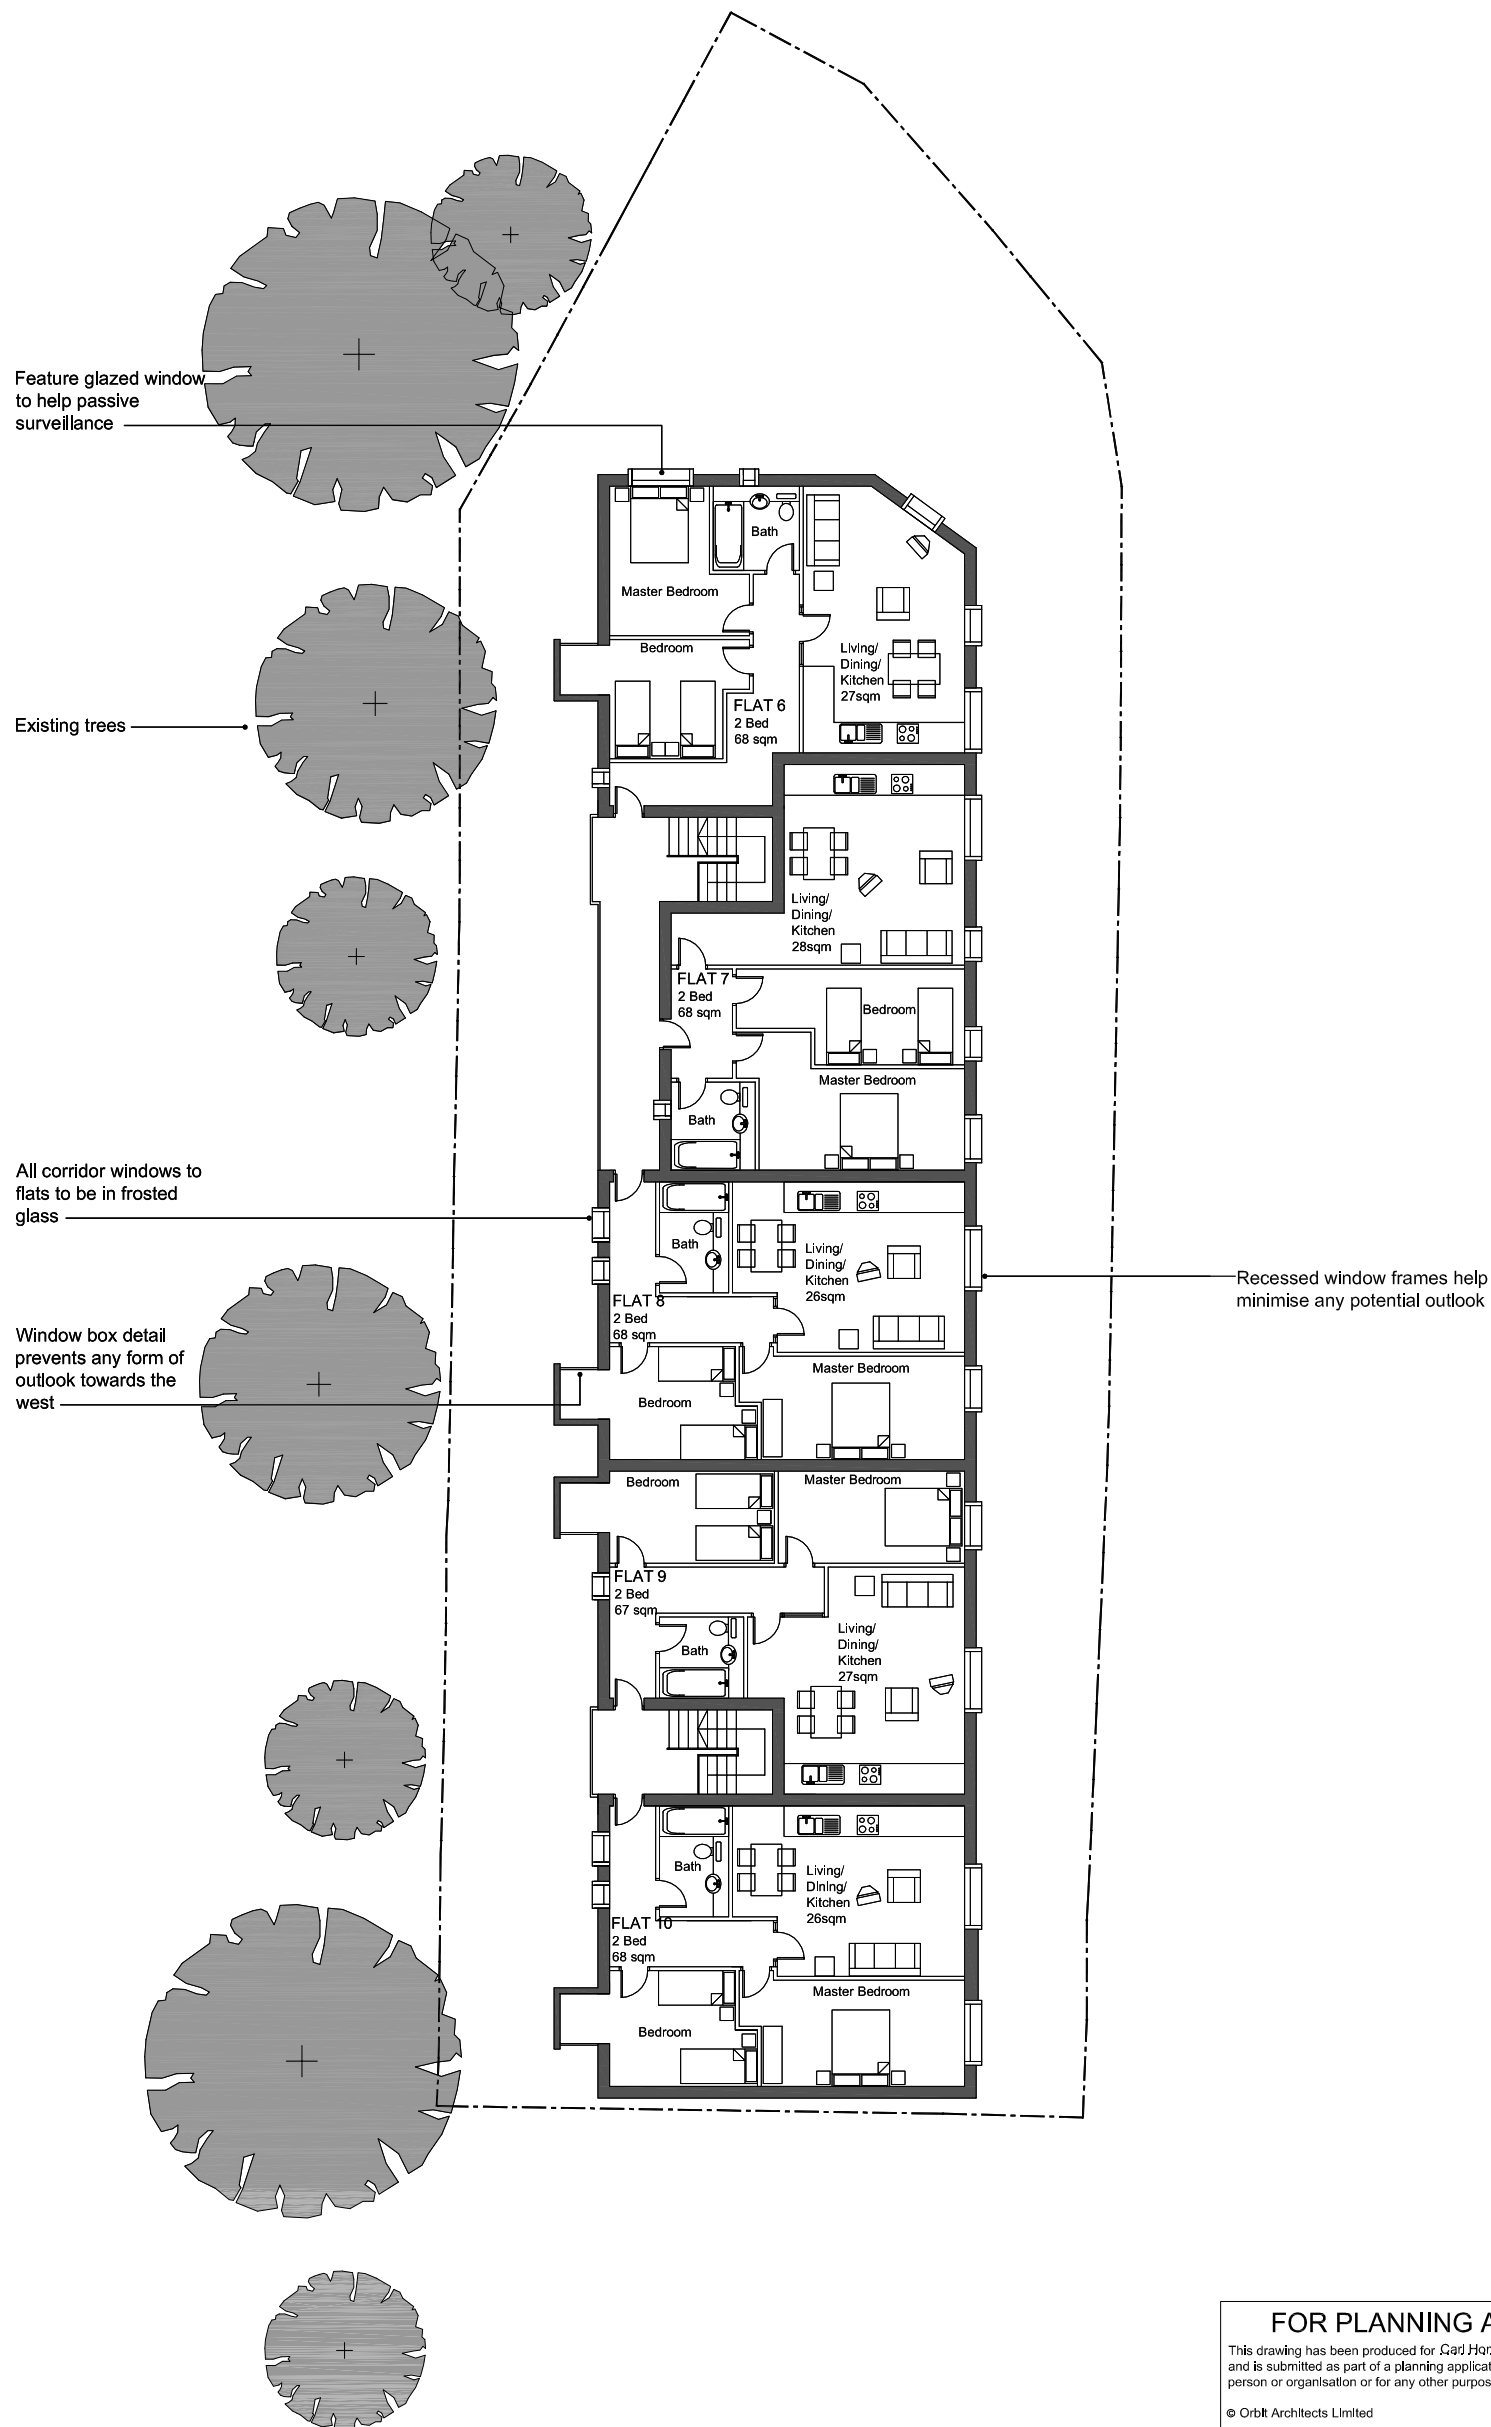 Feature glazed window
to help passive
surveillance
Bath
Master Bedroom
Living/
Dining/
Kitchen
27sqm
Bedroom
FLAT 6
2 Bed
68 sqm
Existing trees
Living/
Dining/
Kitchen
28sqm
FLAT 7
2 Bed
68 sqm
Bedroom
Master Bedroom
Bath
All corridor windows to
flats to be in frosted
glass
Bath
Living/
Dining/
Kitchen
26sqm
Recessed window frames help
minimise any potential outlook
FLAT 8
2 Bed
68 sqm
Window box detail
prevents any form of
outlook towards the
west
Master Bedroom
Bedroom
Bedroom
Master Bedroom
FLAT 9
2 Bed
67 sqm
Bath
Living/
Dining/
Kitchen
27sqm
Bath
Living/
Dining/
Kitchen
26sqm
FLAT 10
2 Bed
68 sqm
Master Bedroom
Bedroom
FOR PLANNING
This drawing has been produced for Carl
and is submitted as part of a planning
person or organisation or for any other
© Orbit Architects Limited